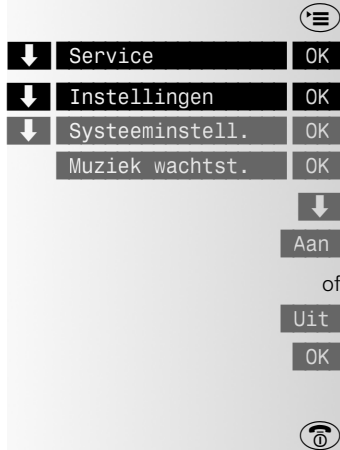 Service OK
Instellingen OK
Systeeminstell. OK
Muziek wachtst. OK
Aan
of
Uit
OK